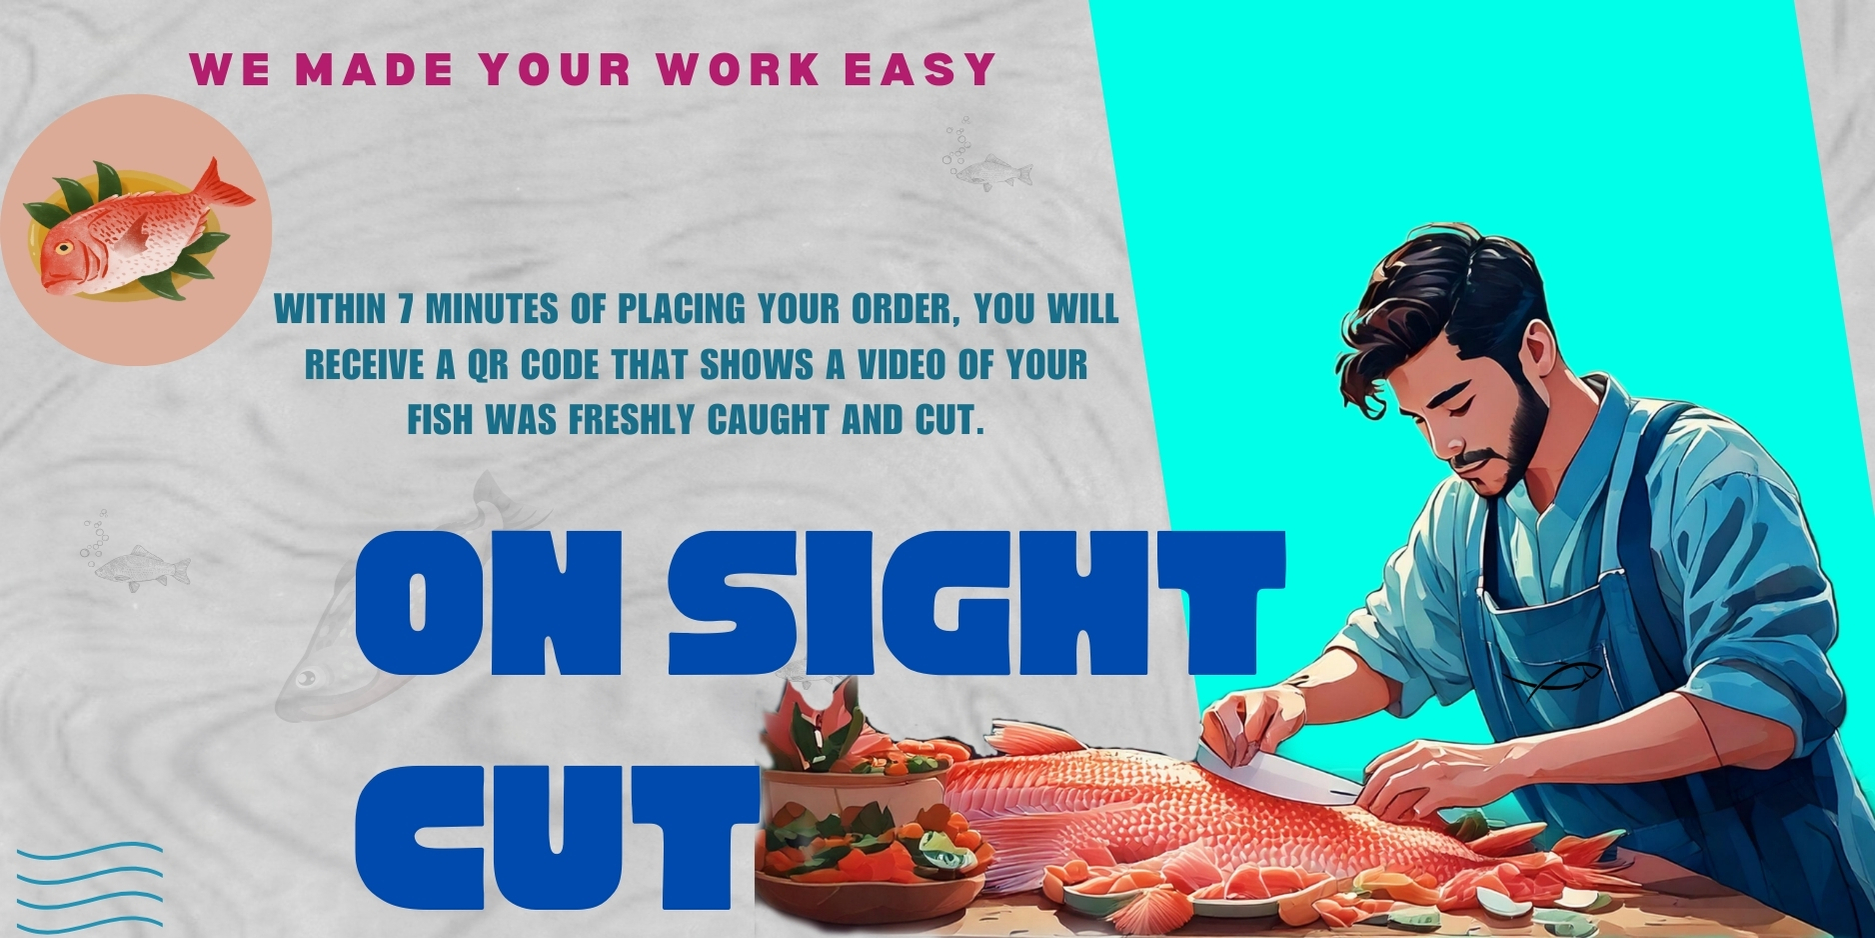 WE MADE YOUR WORK EASY
WITHIN 7 MINUTES OF PLACING YOUR ORDER, YOU WILL
RECEIVE A QR CODE THAT SHOWS A VIDEO OF YOUR
FISH WAS FRESHLY CAUGHT AND CUT.
ON SIGHT
CUT